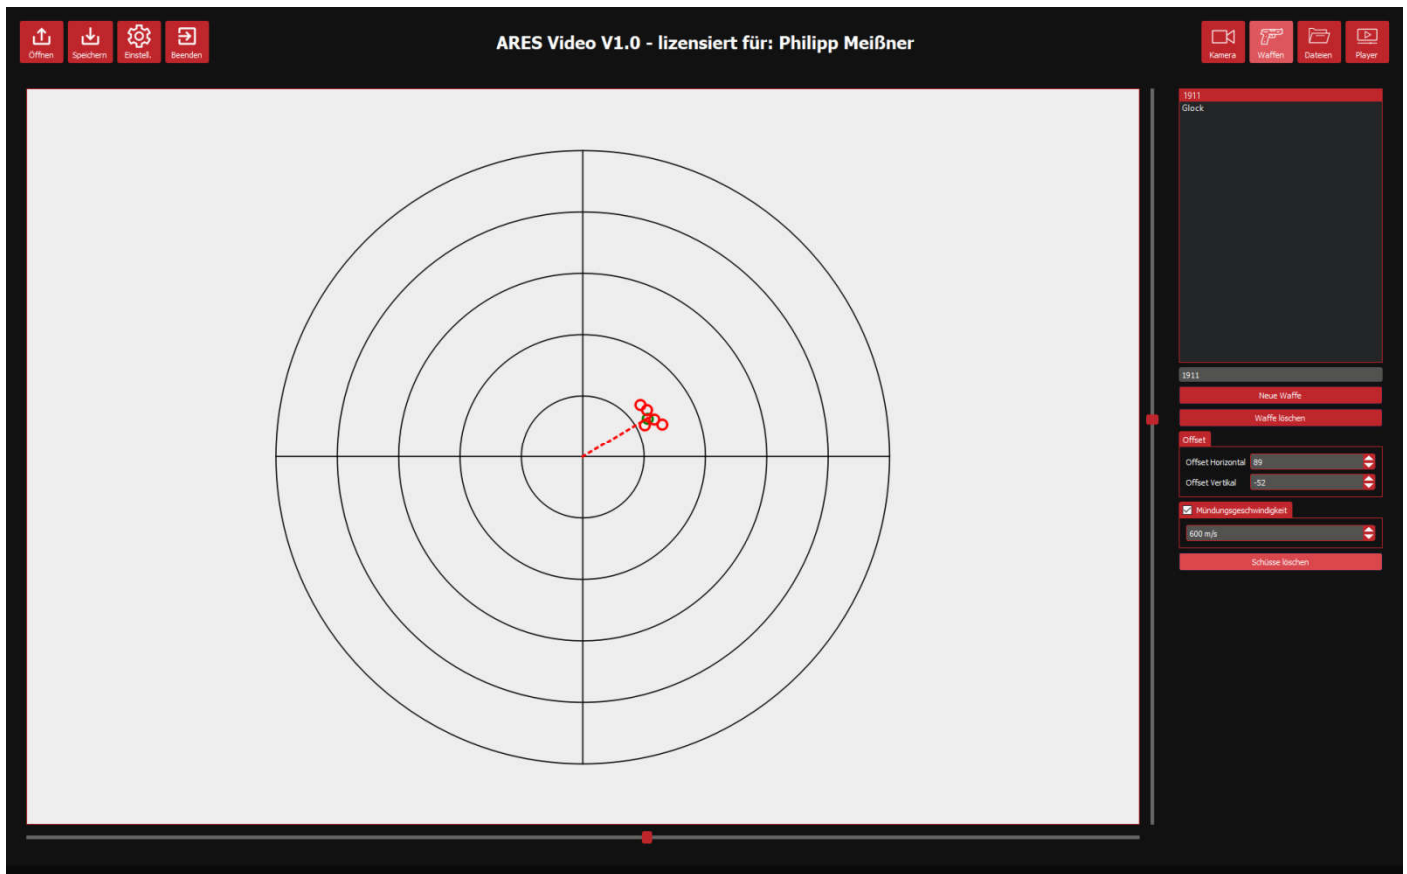 ARES Video V1.0 - lizensiert für: Philipp Meißner
Öffnen
Speichern
Einstell.
Beenden
Kamera
Waffen
Dateien
Player
1911
Glock
1911
Neue Waffe
Waffe löschen
Offset
Offset Horizontal 89
Offset Vertikal -52
Mündungsgeschwindigkeit
600 m/s
Schüsse löschen